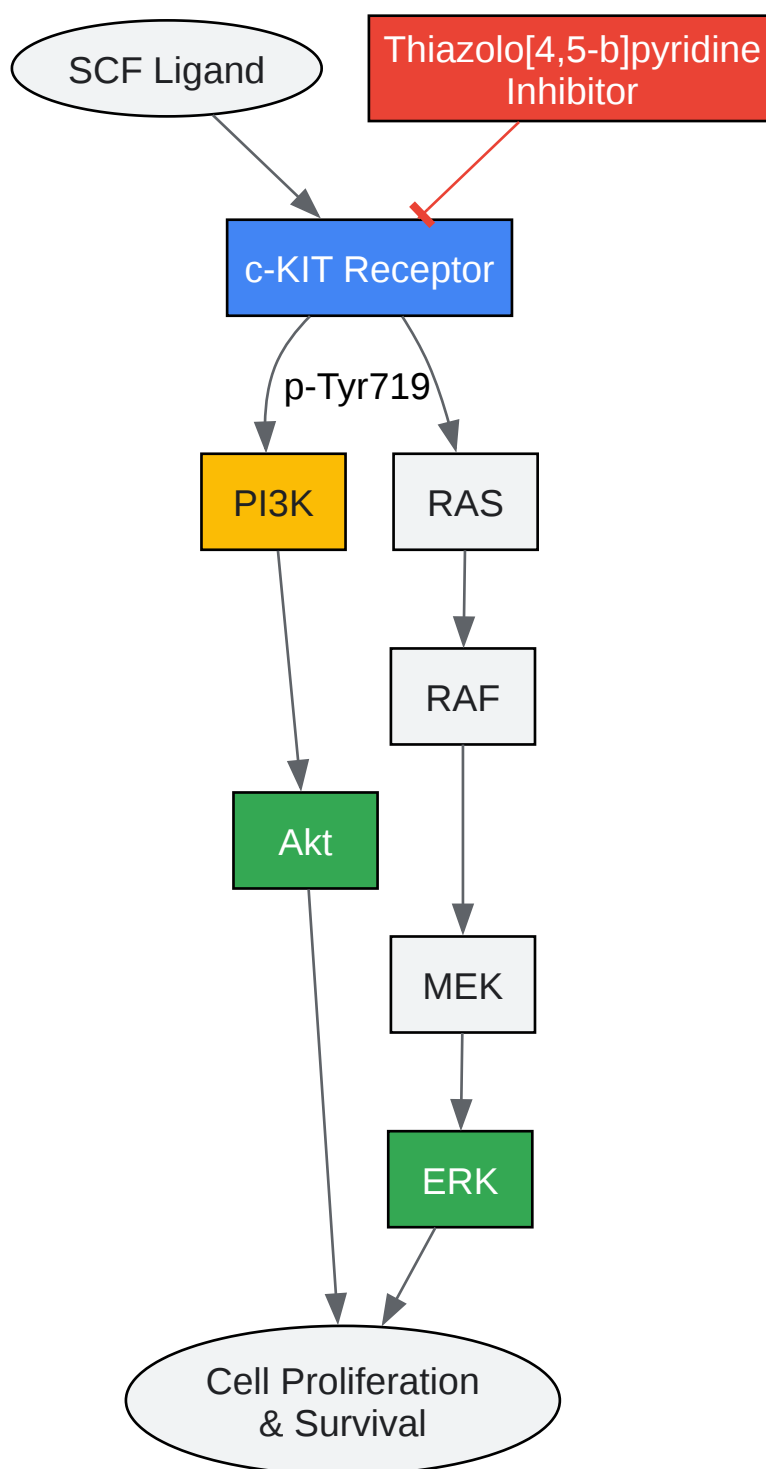 SCF Ligand
Thiazolo[4,5-b]pyridine
Inhibitor
c-KIT Receptor
p-Tyr719
PI3K
RAS
RAF
Akt
MEK
ERK
Cell Proliferation
& Survival